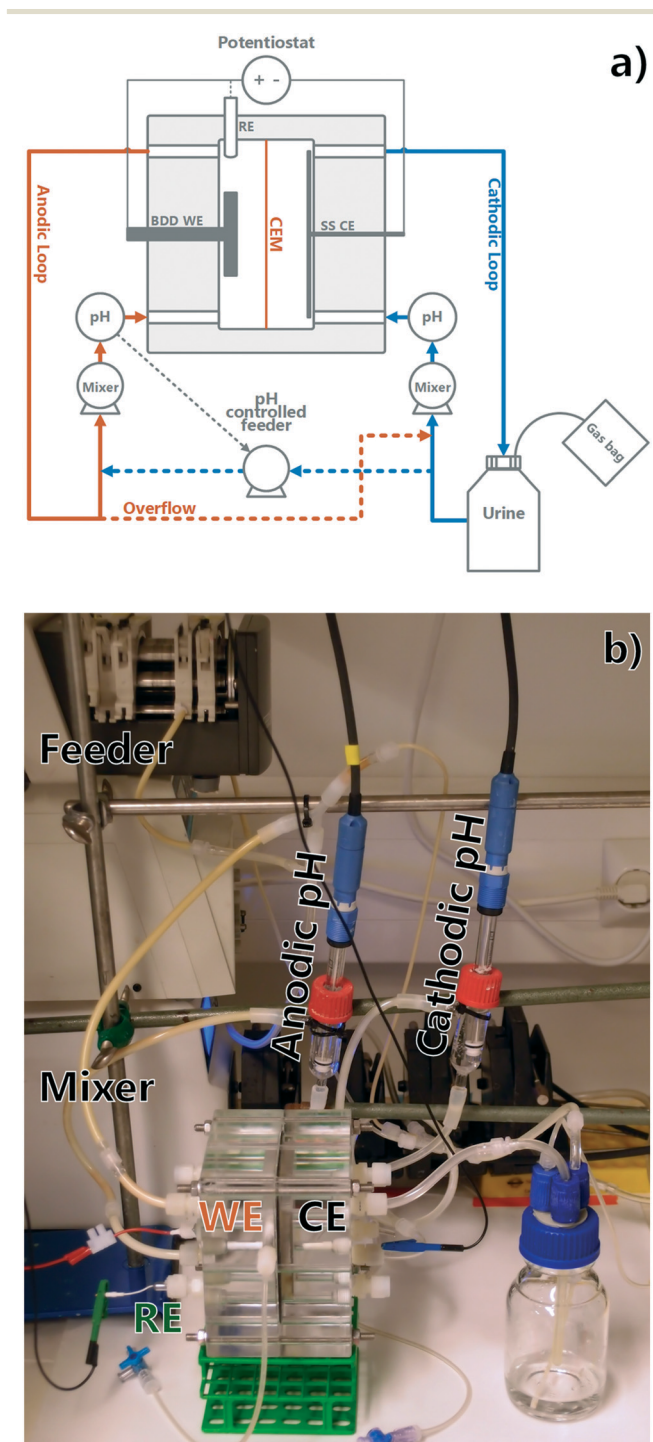 Potentiostat
a)
+ -
RE
Anodic Loop
BDD WE
CEM
SS CE
Cathodic Loop
pH
pH
Mixer
Mixer
pH
controlled
feeder
Gas bag
Overflow
Urine
b)
Feeder
Anodic pH
Cathodic pH
Mixer
WE
CE
RE